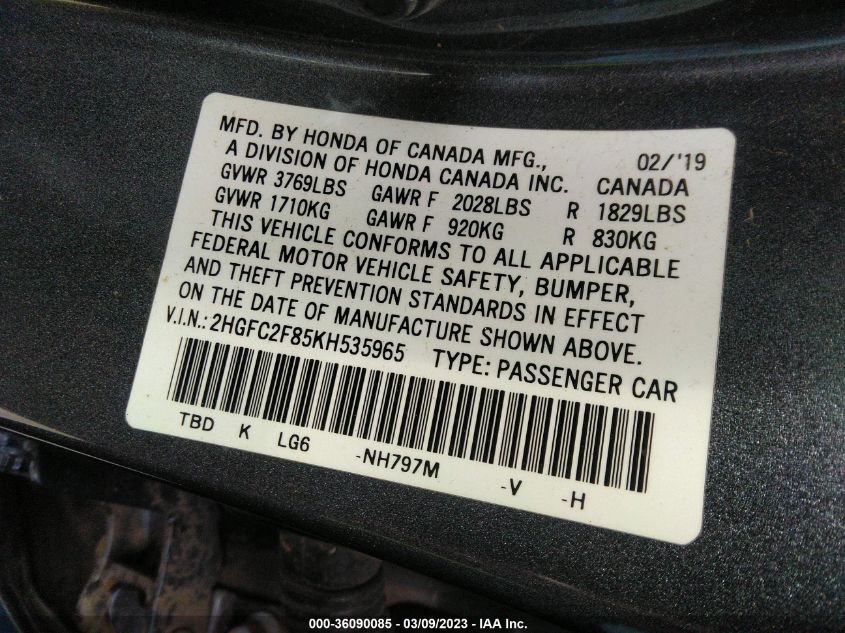 MFD. BY HONDA OF CANADA MFG., 02/'19
A DIVISION OF HONDA CANADA INC. CANADA
GVWR 3769LBS GAWR F 2028LBS R 1829LBS
GVWR 1710KG GAWR F 920KG R 830KG
THIS VEHICLE CONFORMS TO ALL APPLICABLE
FEDERAL MOTOR VEHICLE SAFETY, BUMPER,
AND THEFT PREVENTION STANDARDS IN EFFECT
ON THE DATE OF MANUFACTURE SHOWN ABOVE.
V.I.N.: 2HGFC2F85KH535965 TYPE: PASSENGER CAR
TBD K LG6 -NH797M -V -H
000-36090085 - 03/09/2023 - IAA Inc.